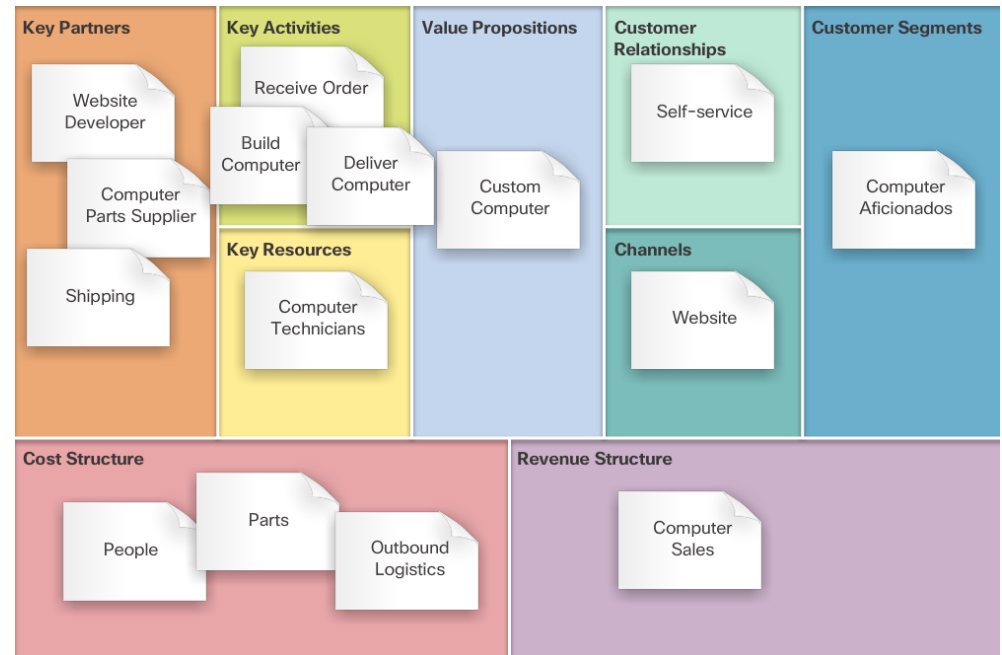 Key Partners
Website
Developer
Computer
Parts Supplier
Shipping
Key Activities
Receive Order
Build
Computer
Deliver
Computer
Key Resources
Computer
Technicians
Value Propositions
Custom
Computer
Customer
Relationships
Self-service
Channels
Website
Customer Segments
Computer
Aficionados
Cost Structure
People
Parts
Outbound
Logistics
Revenue Structure
Computer
Sales